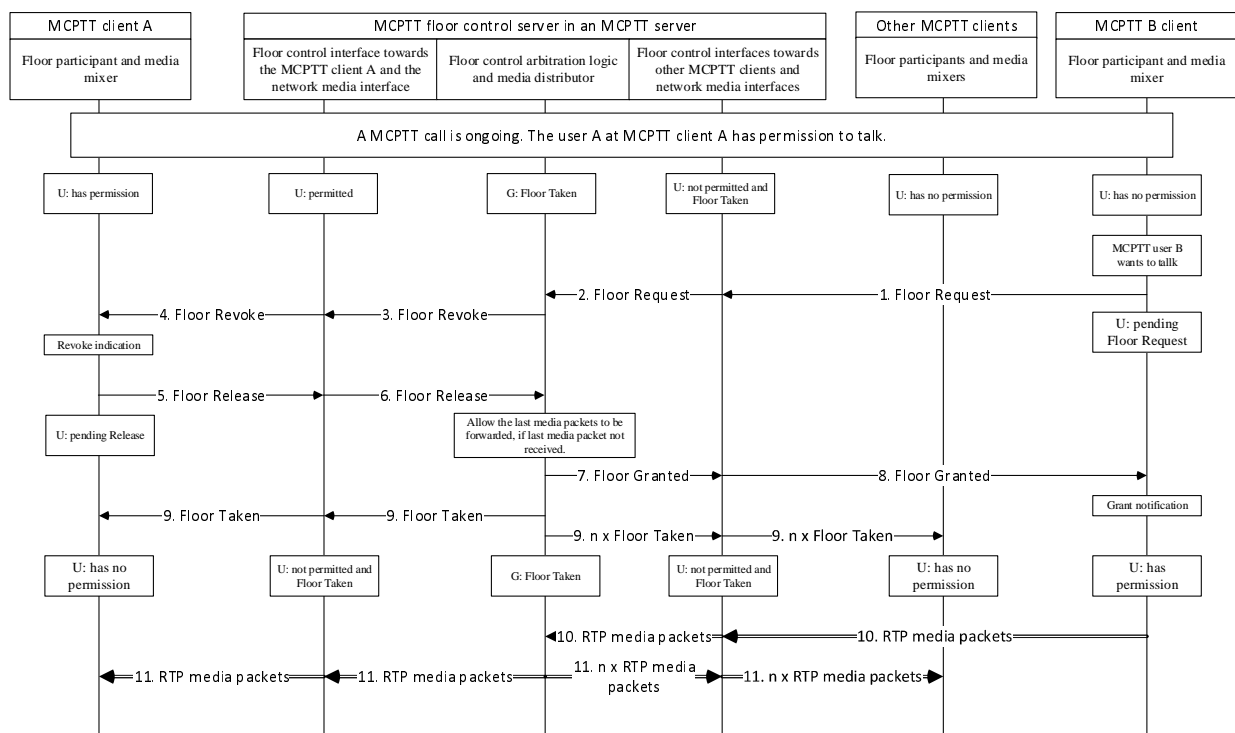 MCPTT client A
MCPTT floor control server in an MCPTT server
Other MCPTT clients
MCPTT B client
Floor participant and media
mixer
Floor control interface towards
the MCPTT client A and the
network media interface
Floor control arbitration logic
and media distributor
Floor control interfaces towards
other MCPTT clients and
network media interfaces
Floor participants and media
mixers
Floor participant and media
mixer
A MCPTT call is ongoing. The user A at MCPTT client A has permission to talk.
U: has permission
U: permitted
G: Floor Taken
U: not permitted and
Floor Taken
U: has no permission
U: has no permission
MCPTT user B
wants to tallk
2. Floor Request
1. Floor Request
4. Floor Revoke
3. Floor Revoke
U: pending
Floor Request
Revoke indication
5. Floor Release
6. Floor Release
U: pending Release
Allow the last media packets to be
forwarded, if last media packet not
received.
7. Floor Granted
8. Floor Granted
Grant notification
9. Floor Taken
9. Floor Taken
9. n x Floor Taken
9. n x Floor Taken
U: has no
permission
U: not permitted and
Floor Taken
G: Floor Taken
U: not permitted and
Floor Taken
U: has no
permission
U: has
permission
10. RTP media packets
10. RTP media packets
11. RTP media packets
11. RTP media packets
11. n x RTP media
packets
11. n x RTP media packets